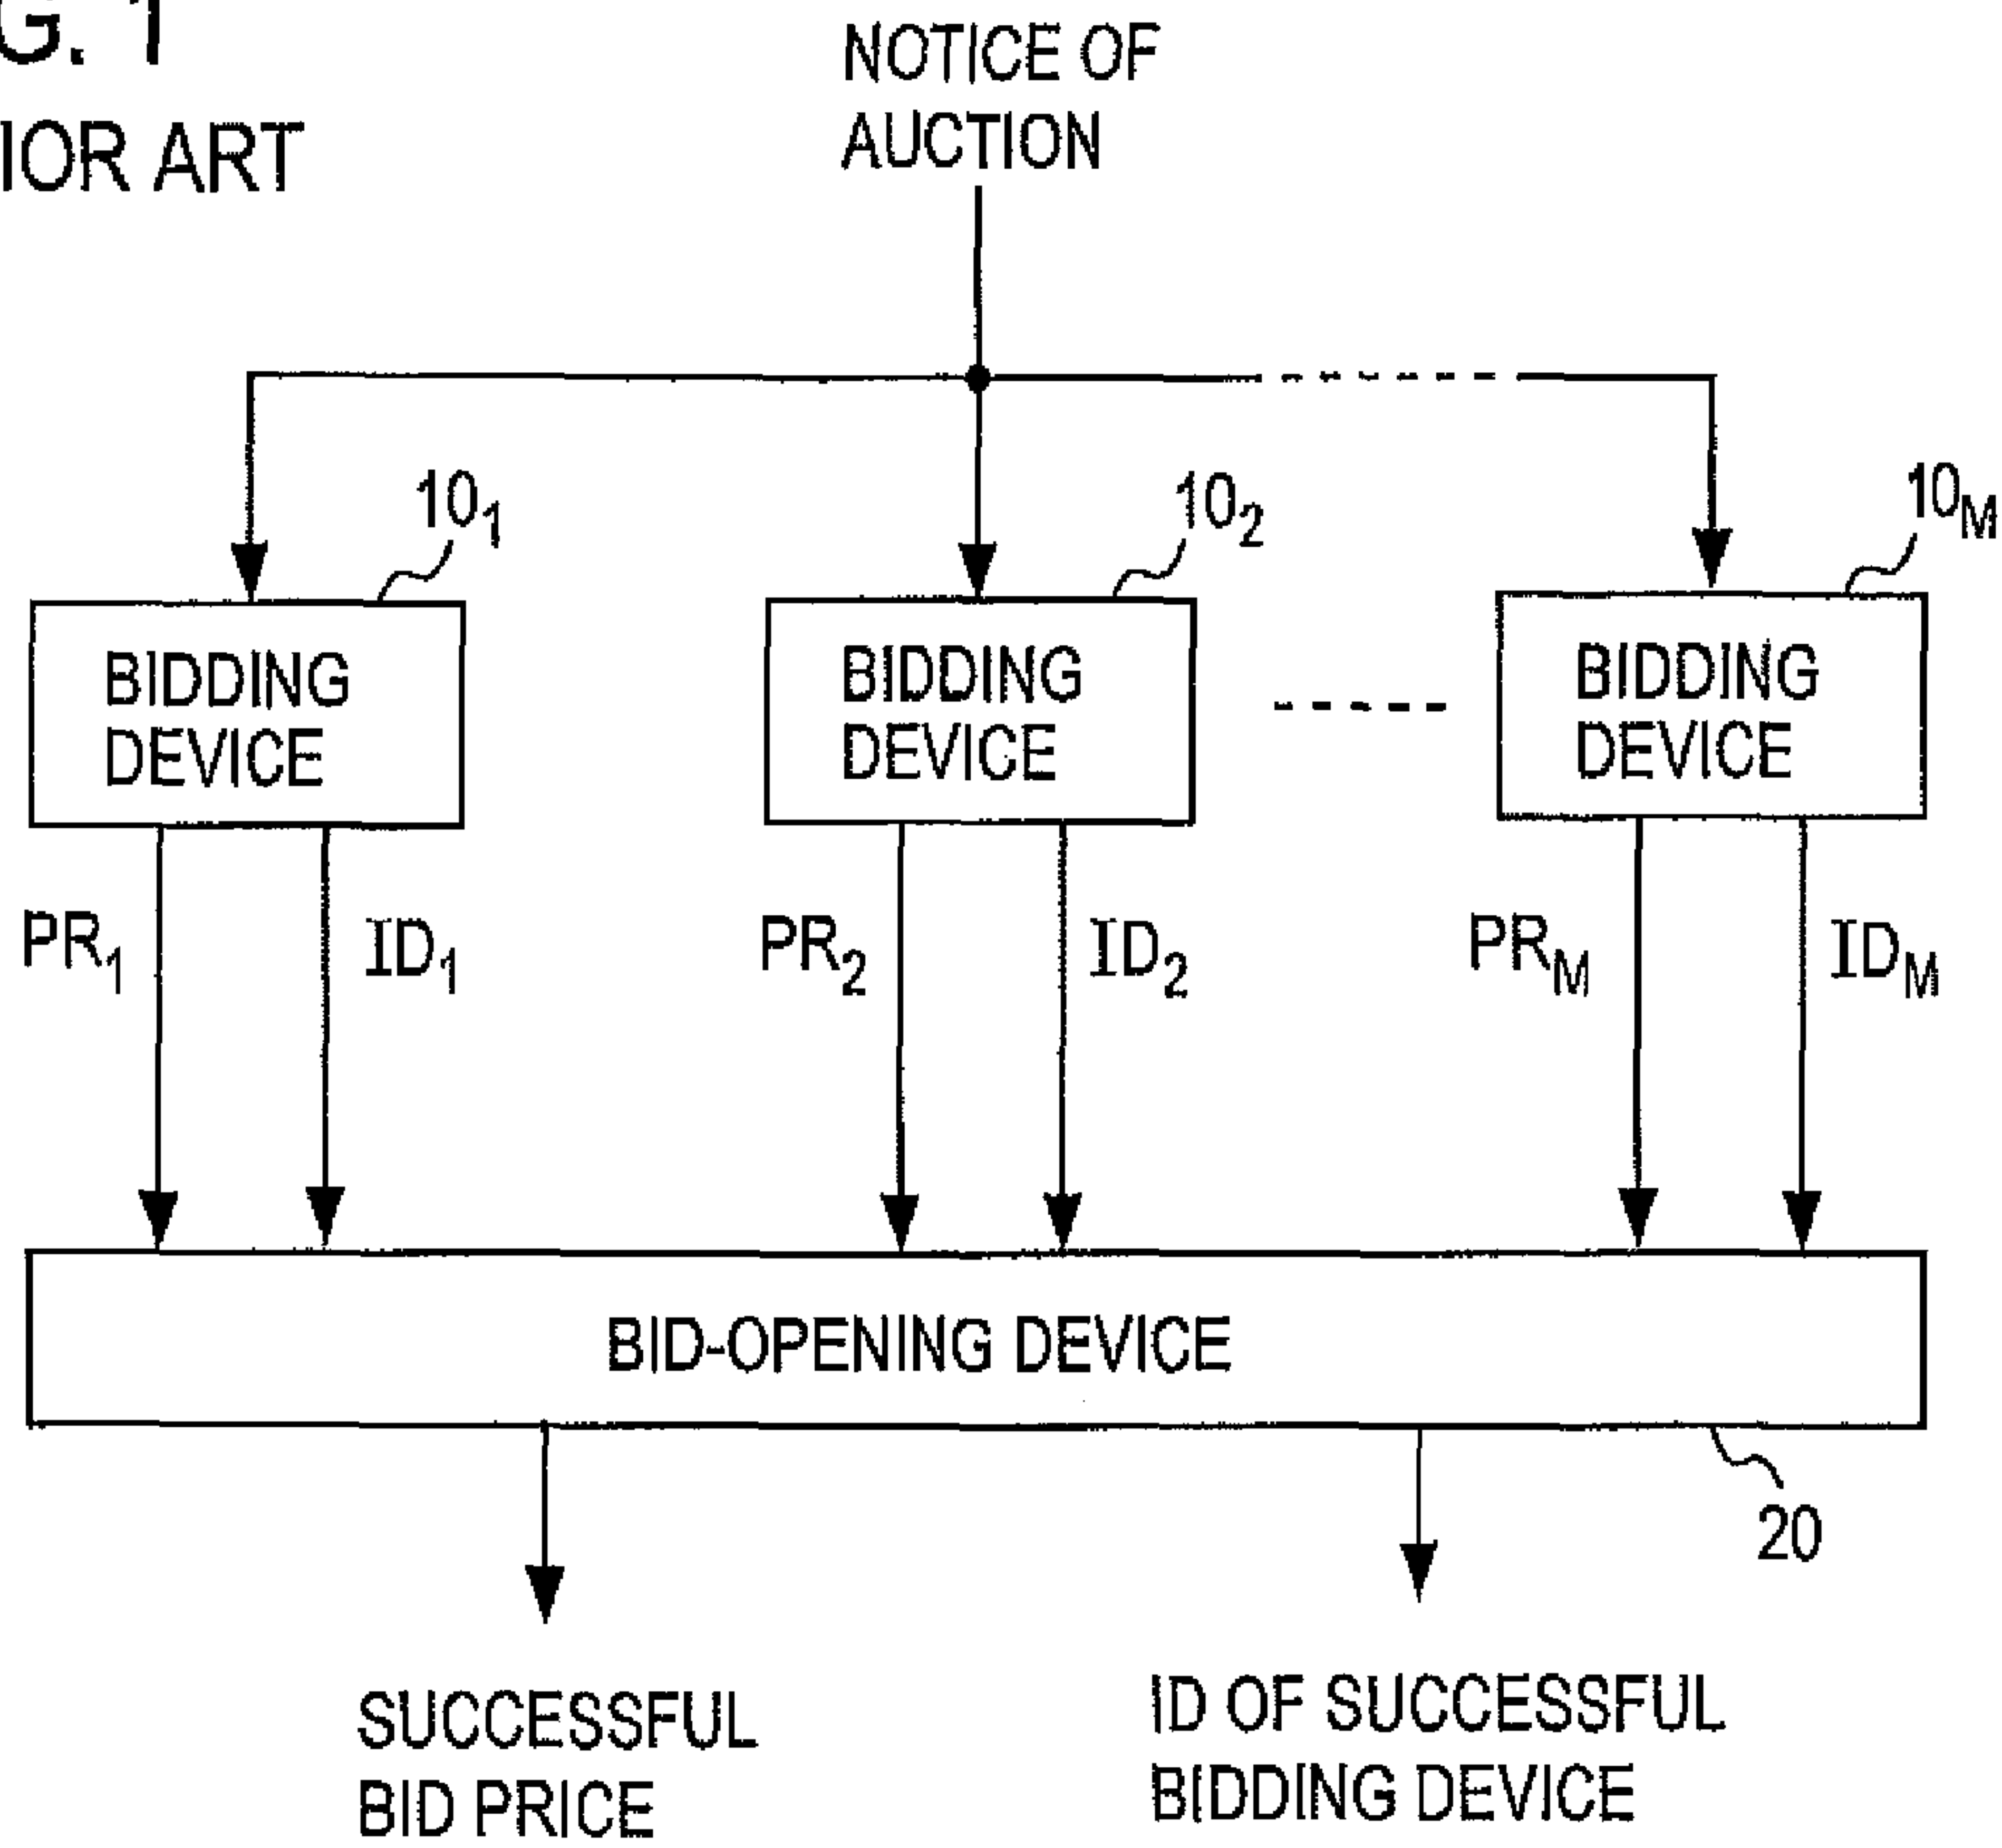 G. 1
IOR ART
NOTICE OF
AUCTION
10₁
10₂
10M
BIDDING
DEVICE
BIDDING
DEVICE
BIDDING
DEVICE
PR₁
ID₁
PR₂
ID₂
PRM
IDM
BID-OPENING DEVICE
20
SUCCESSFUL
BID PRICE
ID OF SUCCESSFUL
BIDDING DEVICE